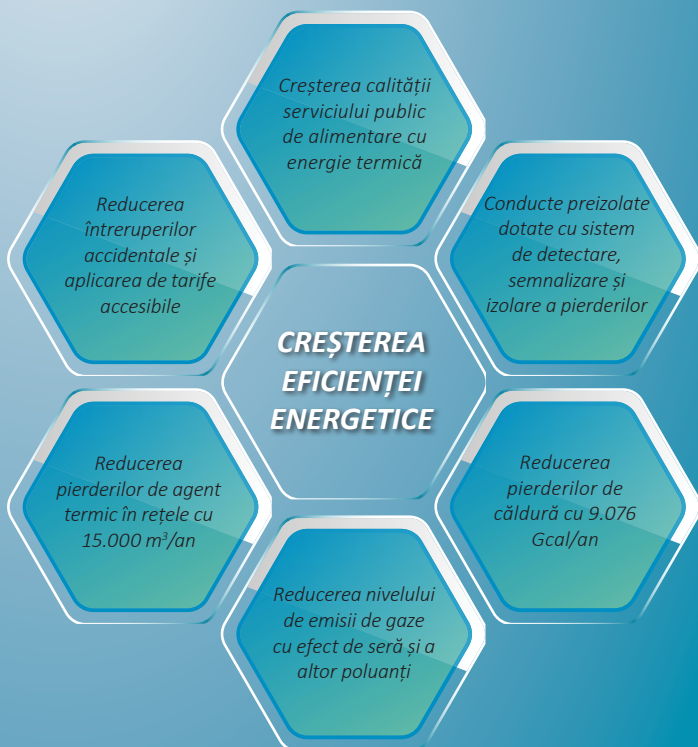 Creșterea calității
serviciului public
de alimentare cu
energie termică
Reducerea
întreruperilor
accidentale și
aplicarea de tarife
accesibile
Conducte preizolate
dotate cu sistem
de detectare,
semnalizare și
izolare a pierderilor
CREȘTEREA
EFICIENȚEI
ENERGETICE
Reducerea
pierderilor de agent
termic în rețele cu
15.000 m³/an
Reducerea
pierderilor de
căldură cu 9.076
Gcal/an
Reducerea nivelului
de emisii de gaze
cu efect de seră și a
altor poluanți